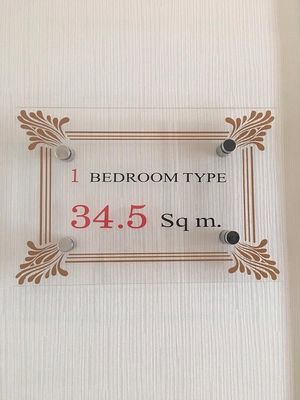 1 BEDROOM TYPE
34.5 Sq m.